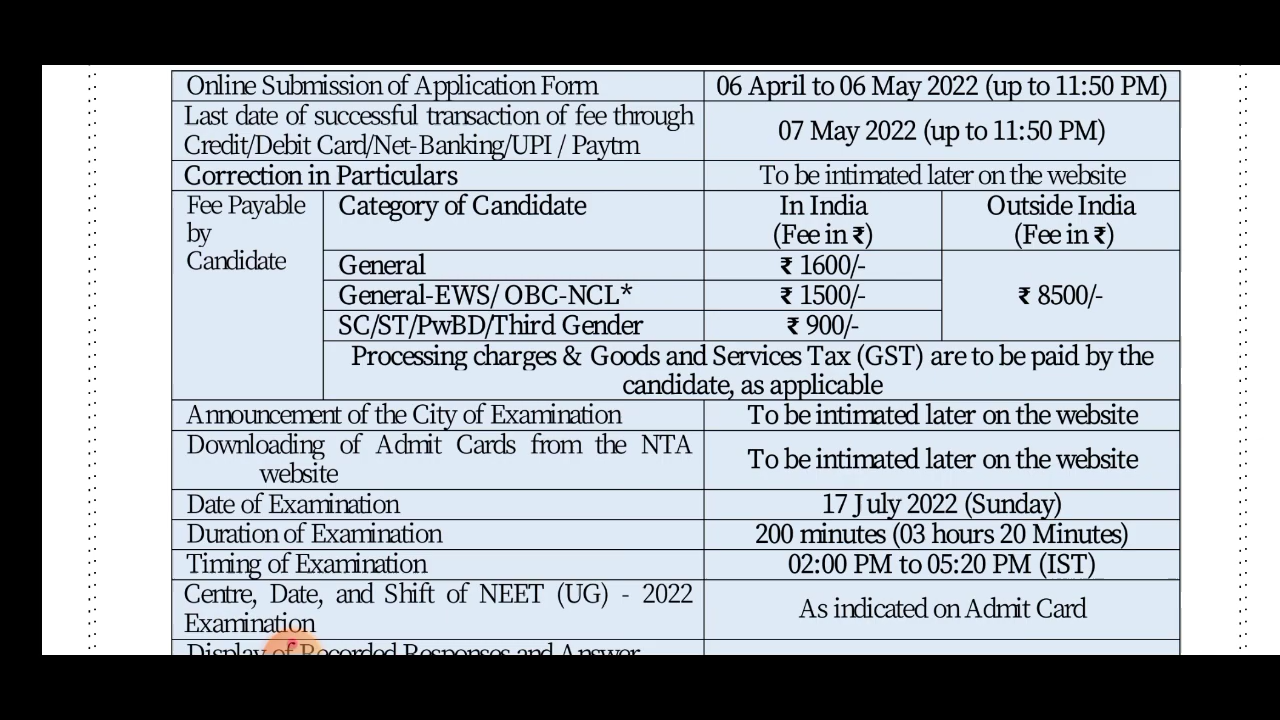 Online Submission of Application Form
06 April to 06 May 2022 (up to 11:50 PM)
Last date of successful transaction of fee through
Credit/Debit Card/Net-Banking/UPI / Paytm
07 May 2022 (up to 11:50 PM)
Correction in Particulars
To be intimated later on the website
Fee Payable
by
Candidate
Category of Candidate
In India
(Fee in ₹)
Outside India
(Fee in ₹)
General
₹ 1600/-
General-EWS/ OBC-NCL*
₹ 1500/-
₹ 8500/-
SC/ST/PwBD/Third Gender
₹ 900/-
Processing charges & Goods and Services Tax (GST) are to be paid by the
candidate, as applicable
Announcement of the City of Examination
To be intimated later on the website
Downloading of Admit Cards from the NTA
website
To be intimated later on the website
Date of Examination
17 July 2022 (Sunday)
Duration of Examination
200 minutes (03 hours 20 Minutes)
Timing of Examination
02:00 PM to 05:20 PM (IST)
Centre, Date, and Shift of NEET (UG) - 2022
Examination
As indicated on Admit Card
Display of Recorded Responses and Answer